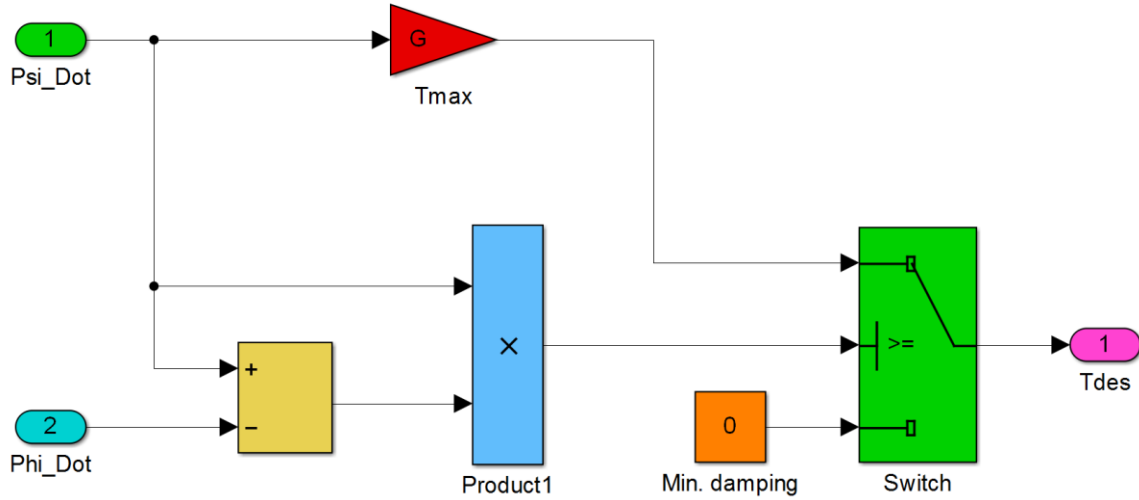 1
Psi_Dot
G
Tmax
+
−
2
Phi_Dot
×
Product1
0
Min. damping
>=
Switch
1
Tdes